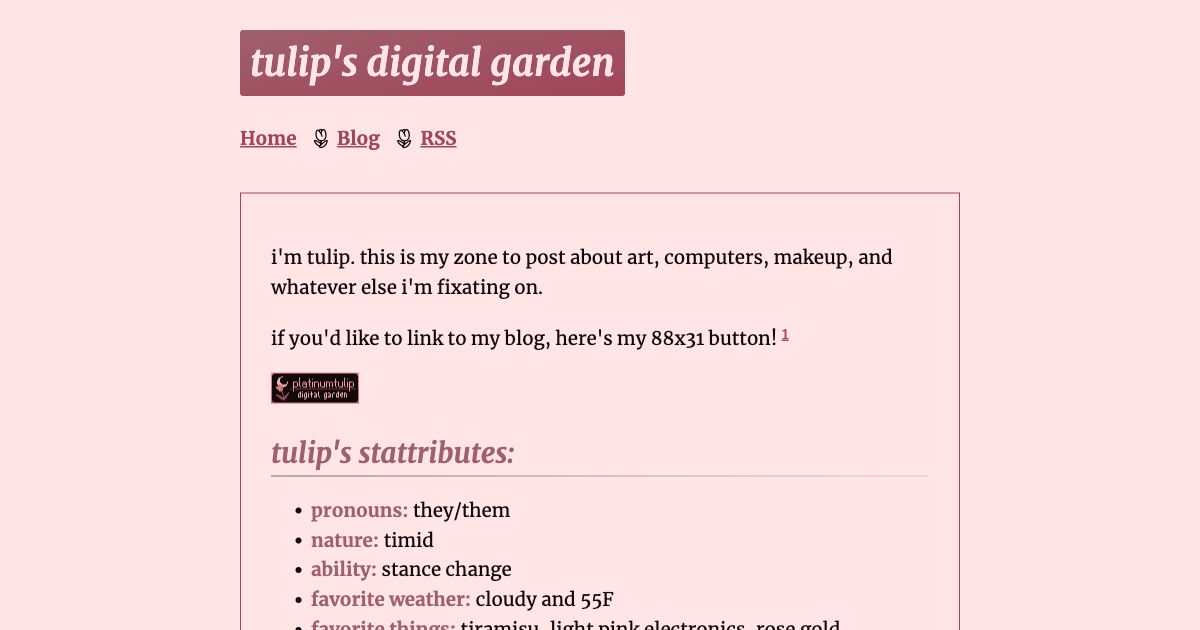 tulip's digital garden
Home Blog RSS
i'm tulip. this is my zone to post about art, computers, makeup, and
whatever else i'm fixating on.
if you'd like to link to my blog, here's my 88x31 button! 1
platinumtulip
digital garden
tulip's stattributes:
• pronouns: they/them
• nature: timid
• ability: stance change
• favorite weather: cloudy and 55F
• favorite things: tiramisu, light pink electronics, rose gold